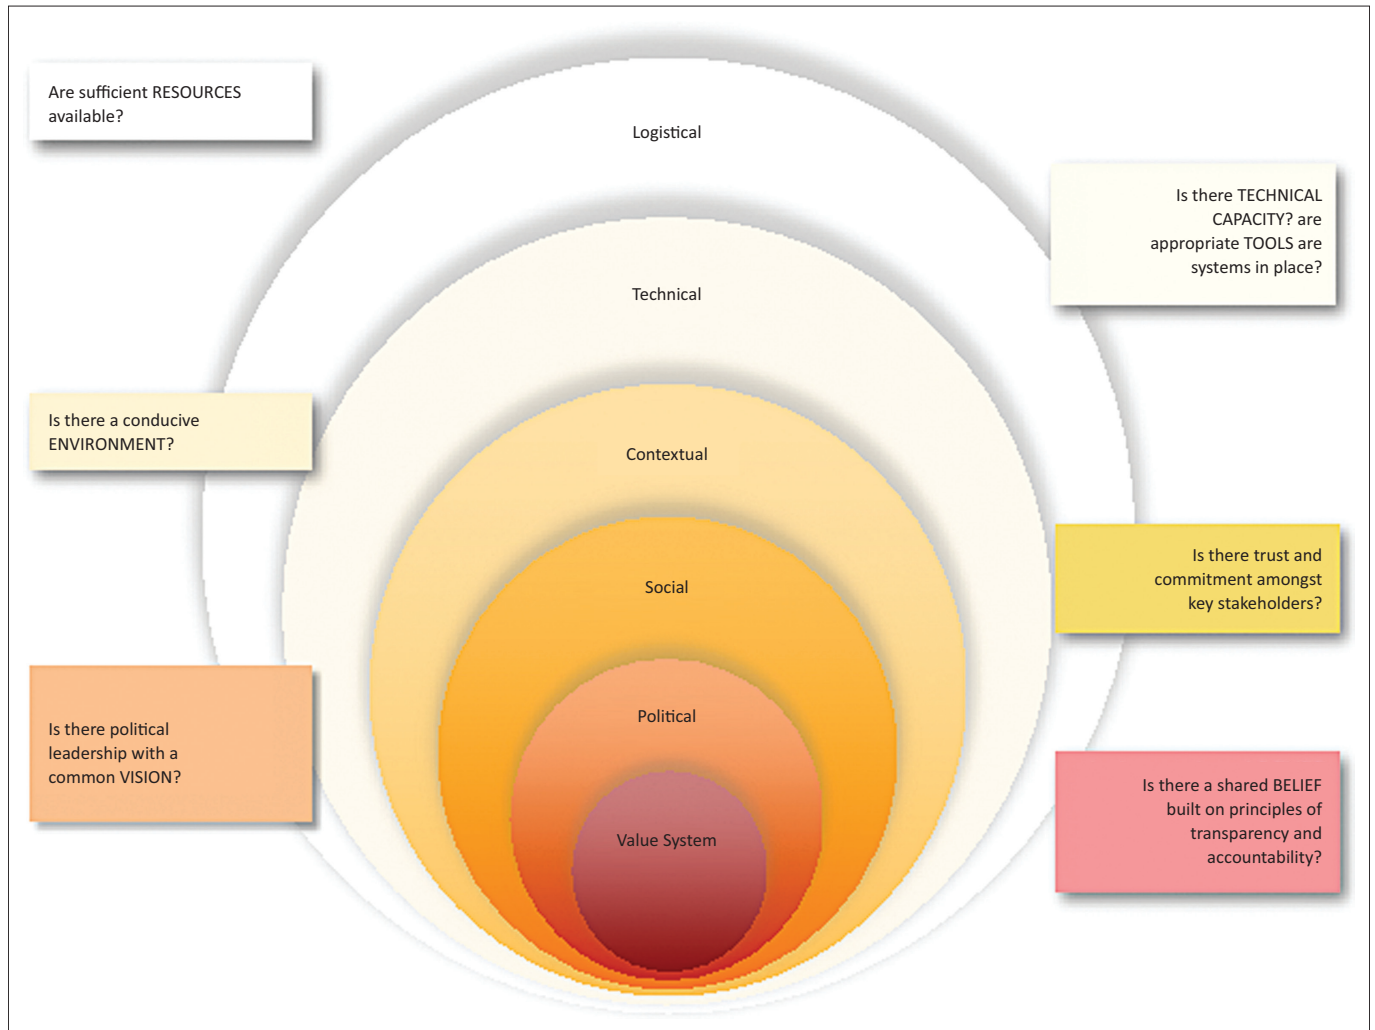 Are sufficient RESOURCES
available?
Logistical
Is there TECHNICAL
CAPACITY? are
appropriate TOOLS are
systems in place?
Technical
Is there a conducive
ENVIRONMENT?
Contextual
Is there trust and
commitment amongst
key stakeholders?
Social
Is there political
leadership with a
common VISION?
Political
Is there a shared BELIEF
built on principles of
transparency and
accountability?
Value System